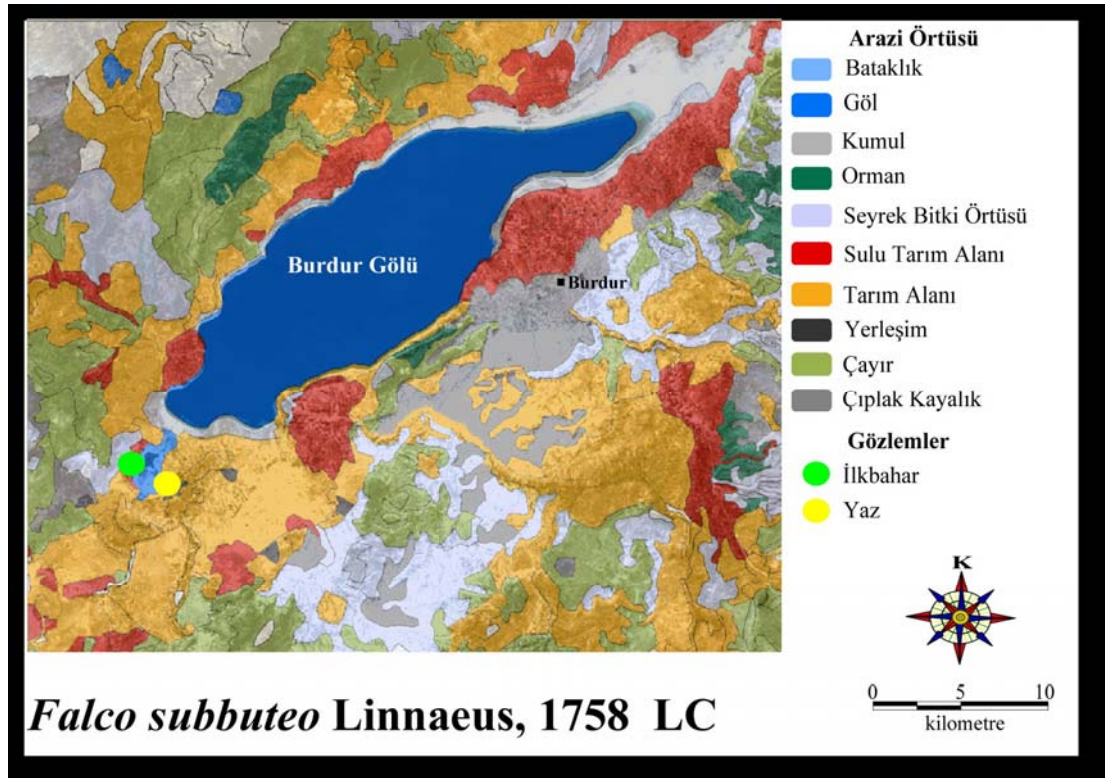 Burdur Gölü
Burdur
Arazi Örtüsü
Bataklık
Göl
Kumul
Orman
Seyrek Bitki Örtüsü
Sulu Tarım Alanı
Tarım Alanı
Yerleşim
Çayır
Çıplak Kayalık
Gözlemler
İlkbahar
Yaz
K
0 5 10
kilometre
Falco subbuteo Linnaeus, 1758 LC